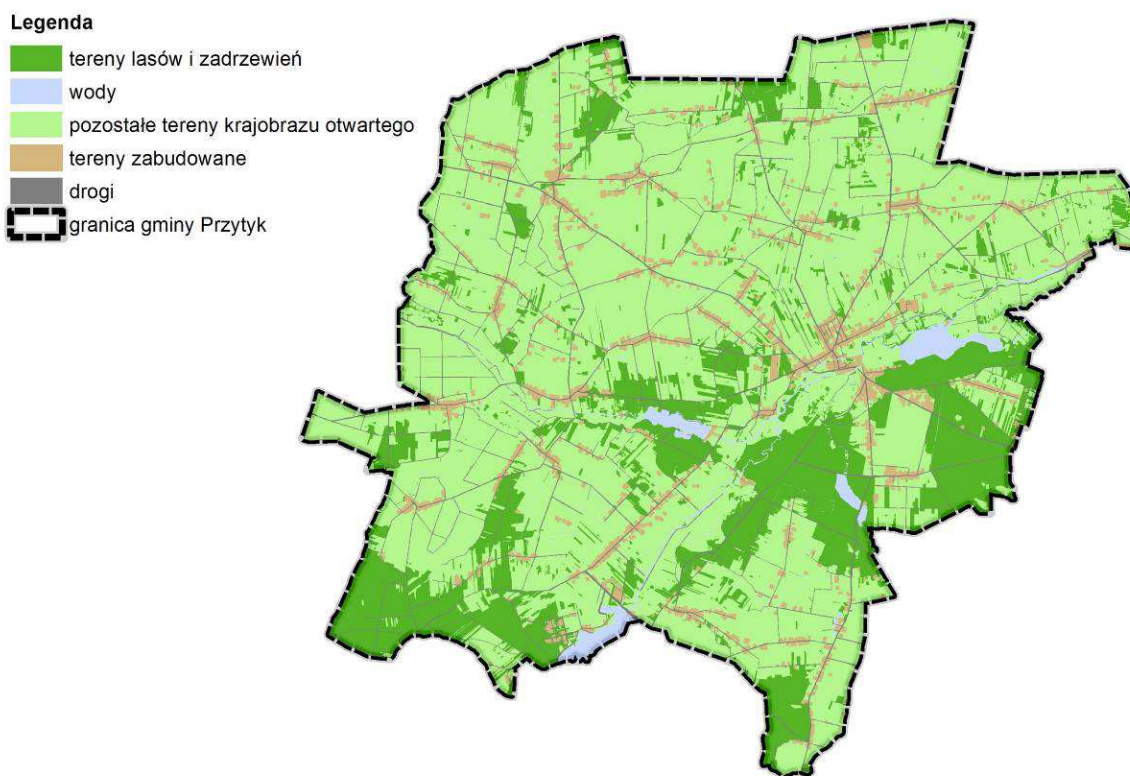 Legenda
tereny lasów i zadrzewień
wody
pozostałe tereny krajobrazu otwartego
tereny zabudowane
drogi
granica gminy Przytyk